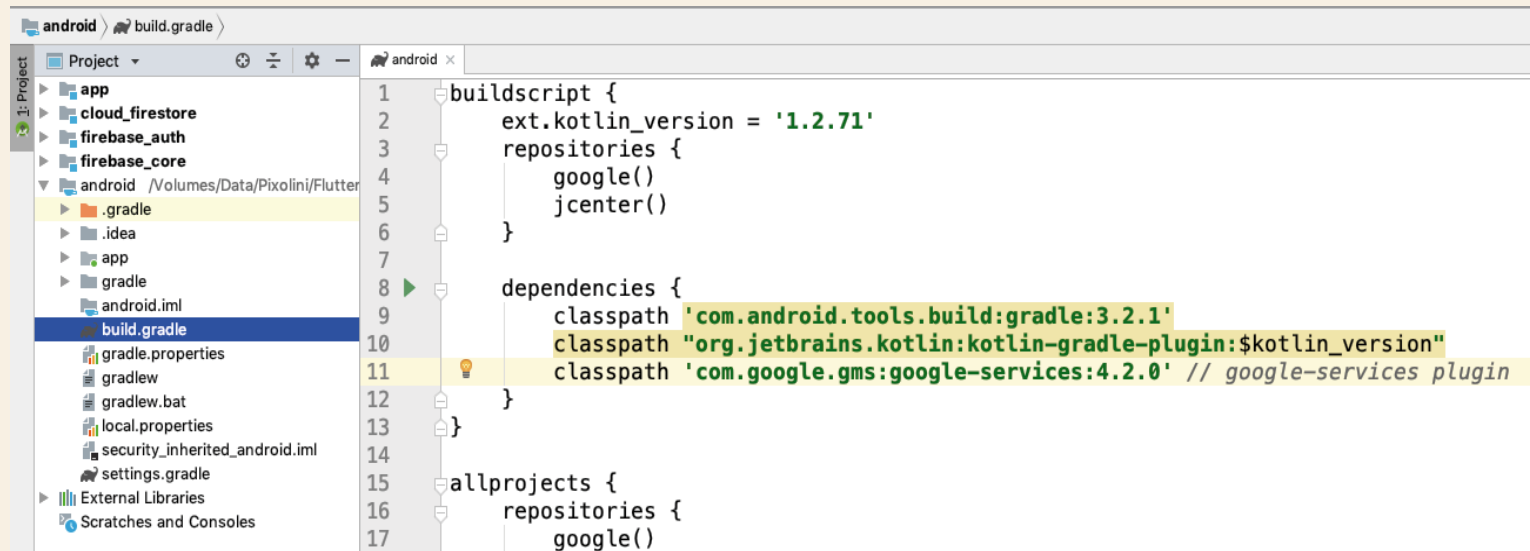 android build.gradle
1: Project
Project
android
app
cloud_firestore
firebase_auth
firebase_core
android /Volumes/Data/Pixolini/Flutter
.gradle
.idea
app
gradle
android.iml
build.gradle
gradle.properties
gradlew
gradlew.bat
local.properties
security_inherited_android.iml
settings.gradle
External Libraries
Scratches and Consoles
1 buildscript {
2 ext.kotlin_version = '1.2.71'
3 repositories {
4 google()
5 jcenter()
6 }
7
8 dependencies {
9 classpath 'com.android.tools.build:gradle:3.2.1'
10 classpath "org.jetbrains.kotlin:kotlin-gradle-plugin:$kotlin_version"
11 classpath 'com.google.gms:google-services:4.2.0' // google-services plugin
12 }
13 }
14
15 allprojects {
16 repositories {
17 google()